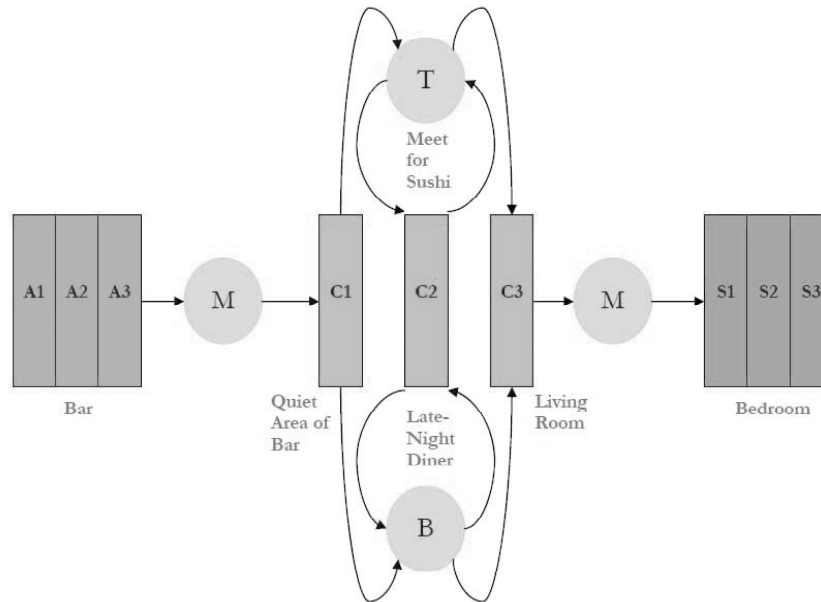 T
Meet
for
Sushi
A1 A2 A3
M
C1
C2
C3
M
S1 S2 S3
Bar
Quiet
Area of
Bar
Late-
Night
Diner
Living
Room
Bedroom
B